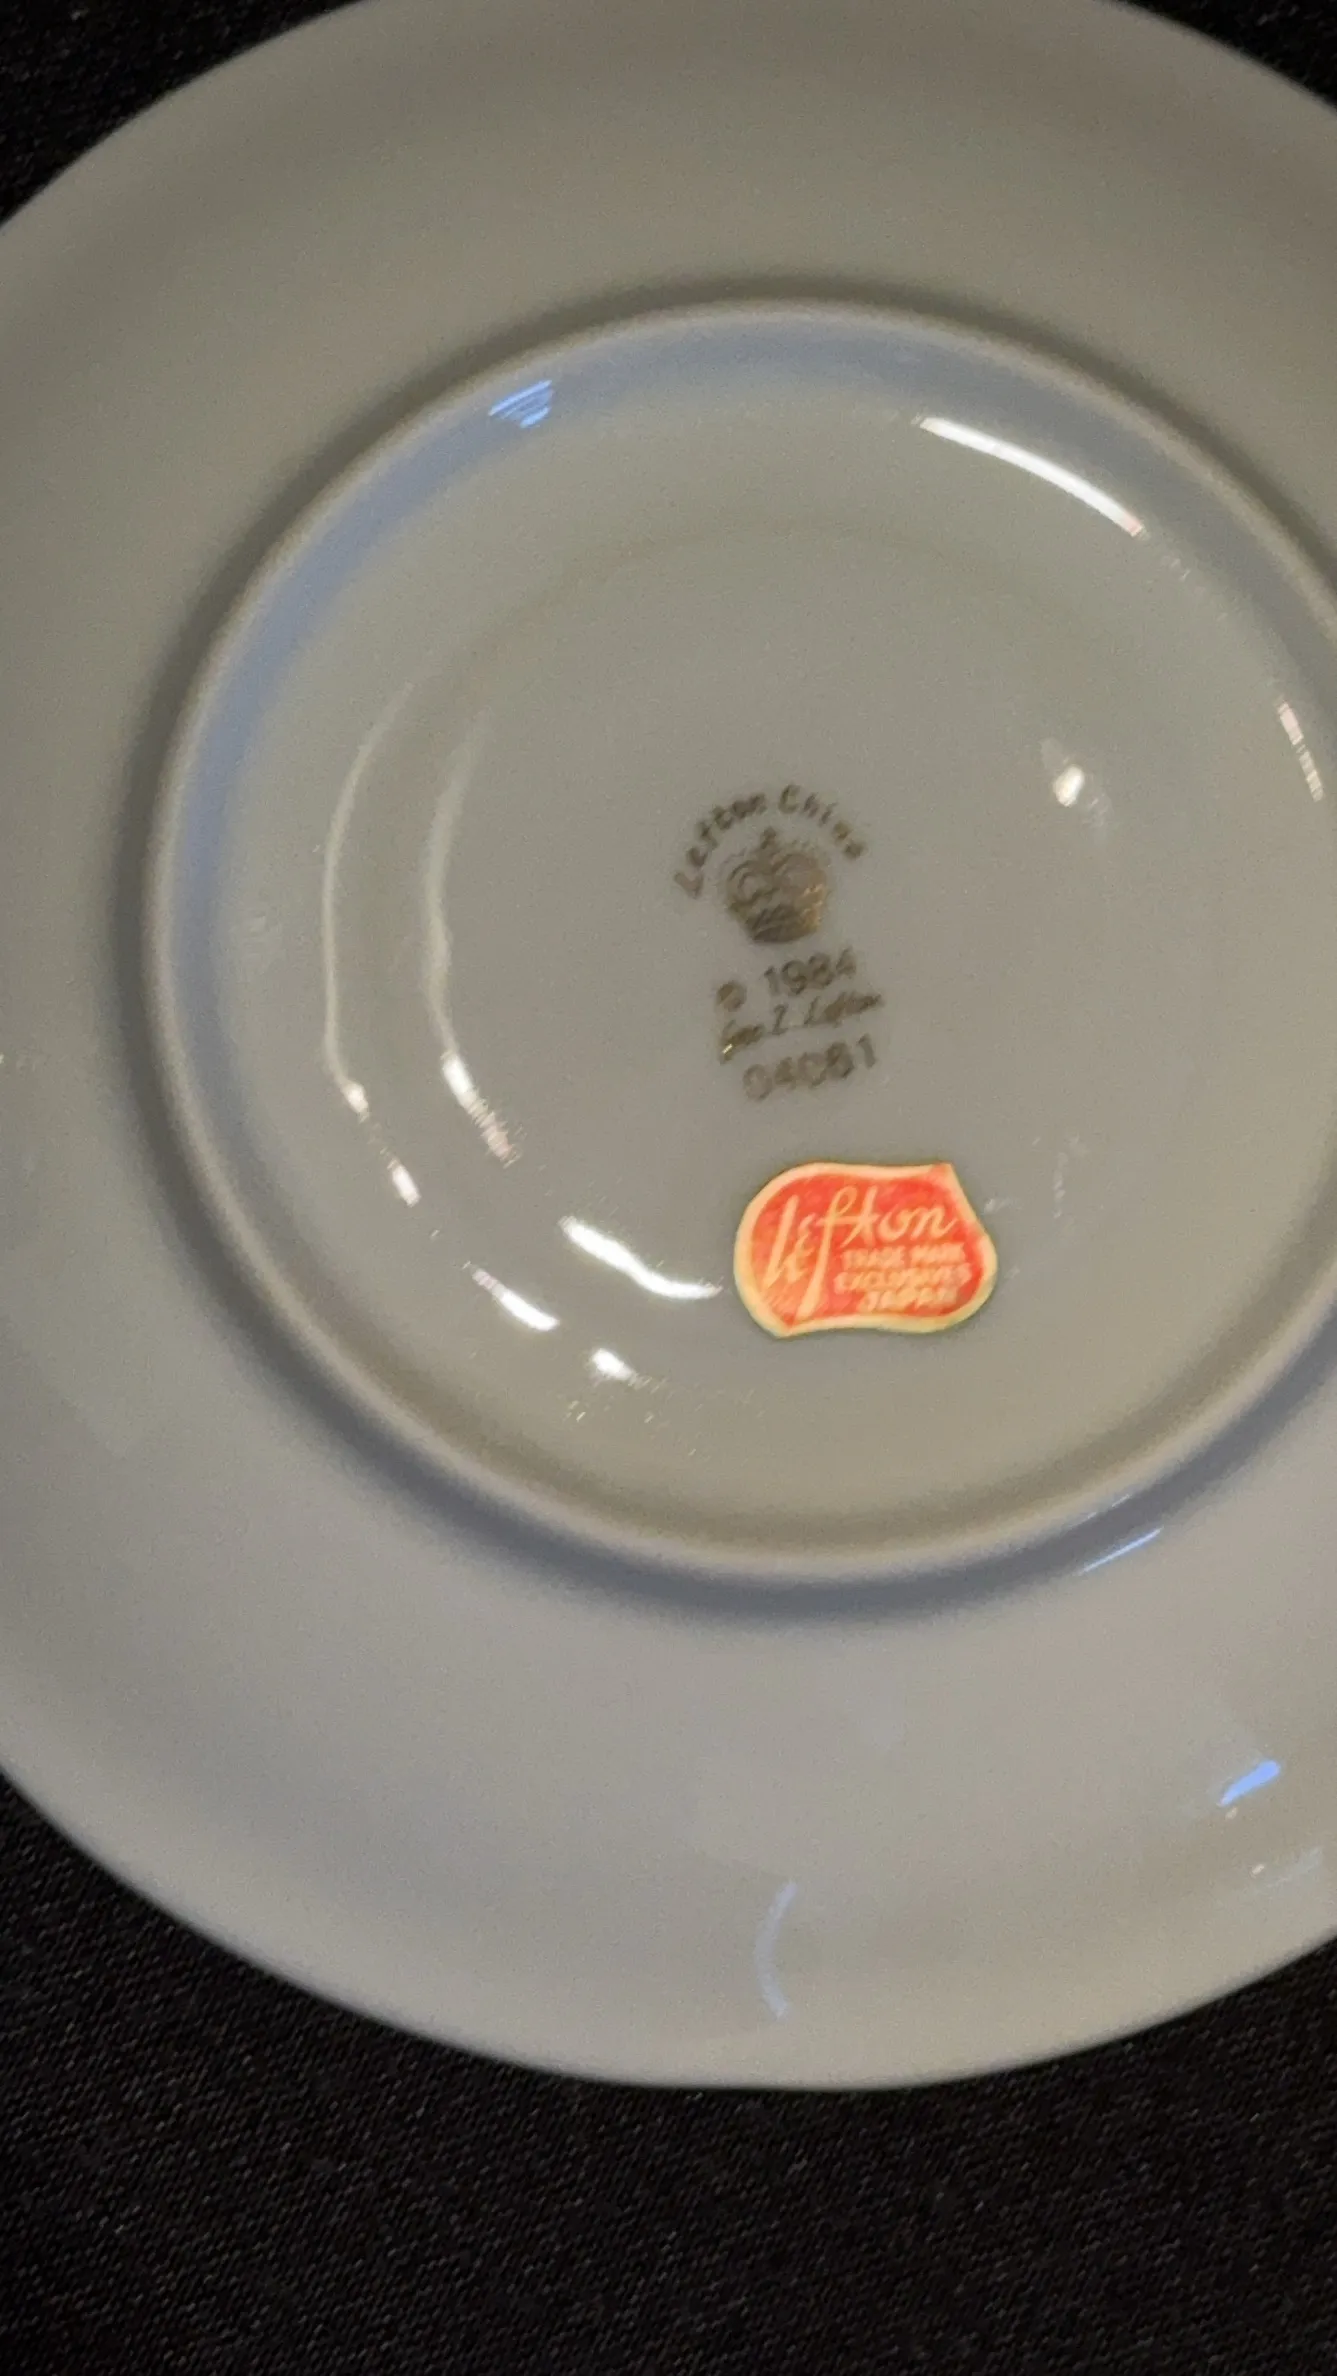 Lefton China
© 1984
Geo Z. Lefton
04081
Lefton
TRADE MARK
EXCLUSIVES
JAPAN